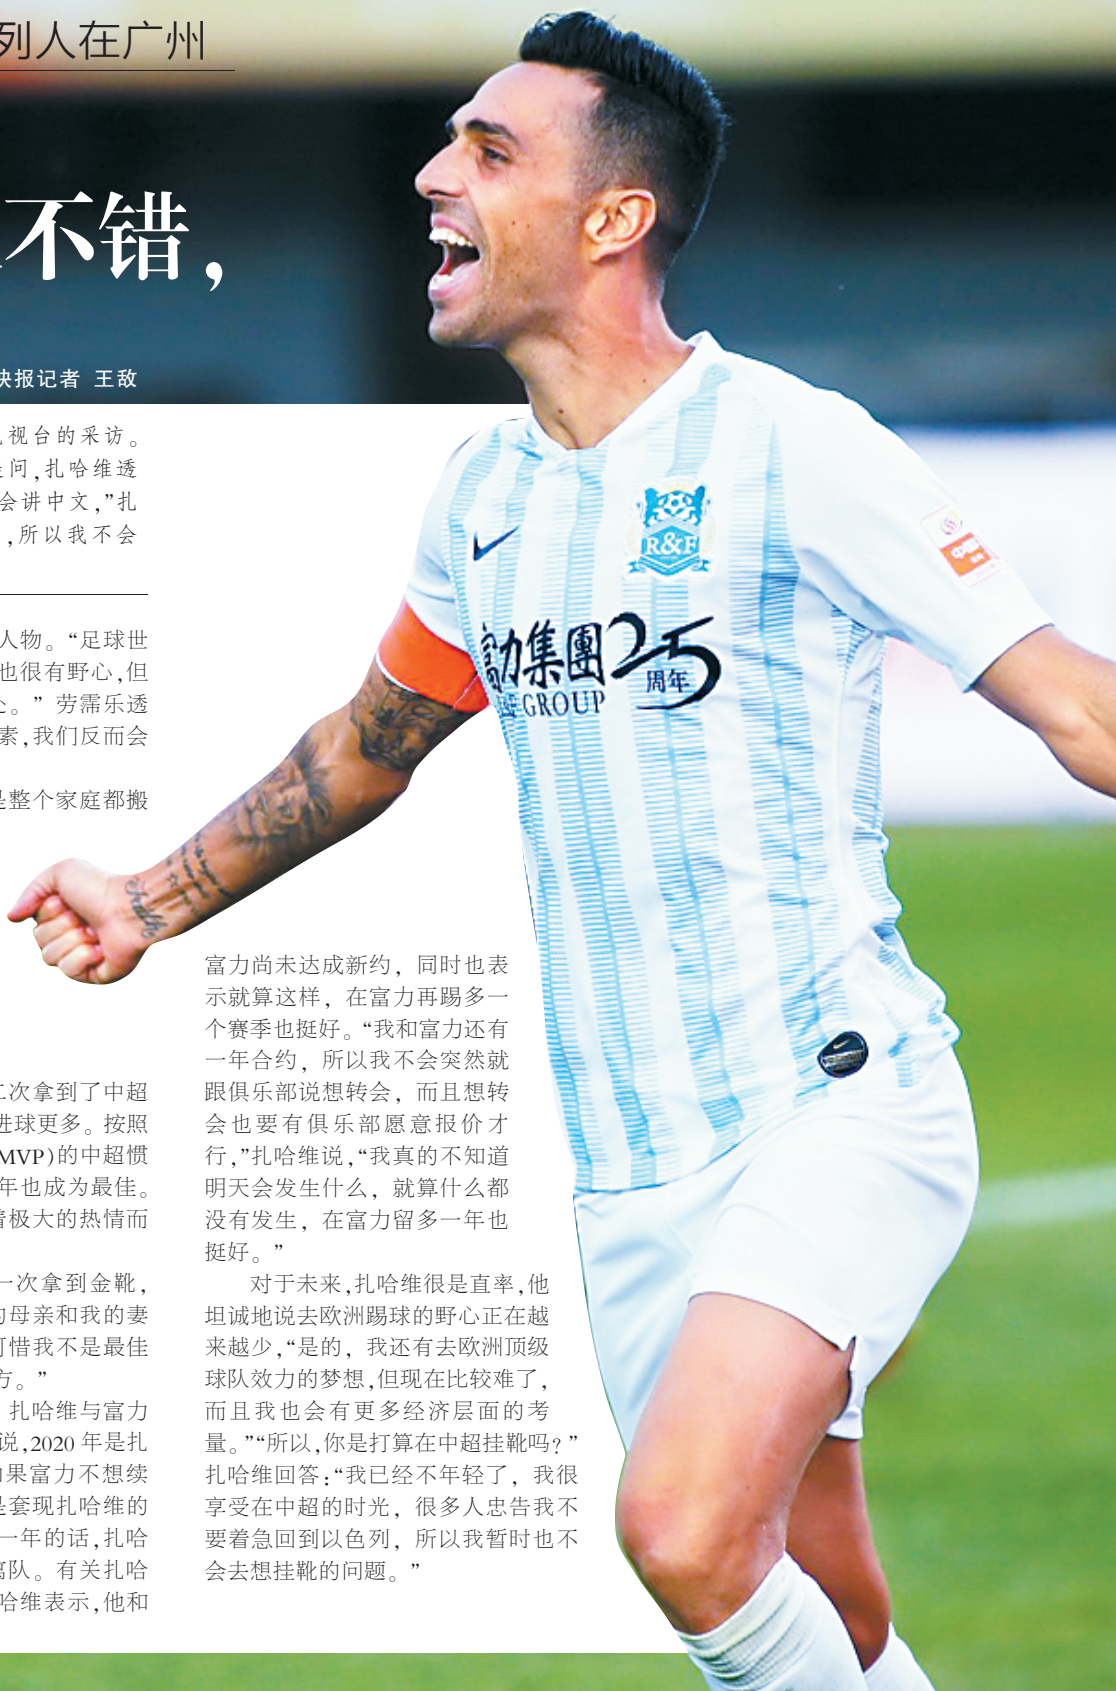 列人在广州
不错，
快报记者 王敌
视台的采访。
问，扎哈维透
会讲中文，”扎
，所以我不会
人物。“足球世
也很有野心，但
处。”劳霈乐透
素，我们反而会
是整个家庭都搬
二次拿到了中超
进球更多。按照
MVP)的中超惯
年也成为最佳。
着极大的热情而
一次拿到金靴，
的母亲和我的妻
可惜我不是最佳
方。”
扎哈维与富力
说，2020 年是扎
如果富力不想续
是套现扎哈维的
一年的话，扎哈
离队。有关扎哈
哈维表示，他和
富力尚未达成新约，同时也表
示就算这样，在富力再踢多一
个赛季也挺好。“我和富力还有
一年合约，所以我不会突然就
跟俱乐部说想转会，而且想转
会也要有俱乐部愿意报价才
行，”扎哈维说，“我真的不知道
明天会发生什么，就算什么都
没有发生，在富力留多一年也
挺好。”
对于未来，扎哈维很是直率，他
坦诚地说去欧洲踢球的野心正在越
来越少，“是的，我还有去欧洲顶级
球队效力的梦想，但现在比较难了，
而且我也会有更多经济层面的考
量。”“所以，你是打算在中超挂靴吗？”
扎哈维回答：“我已经不年轻了，我很
享受在中超的时光，很多人忠告我不
要着急回到以色列，所以我暂时也不
会去想挂靴的问题。”
R&F
富力集團 25
周年
R&F GROUP
中国平安